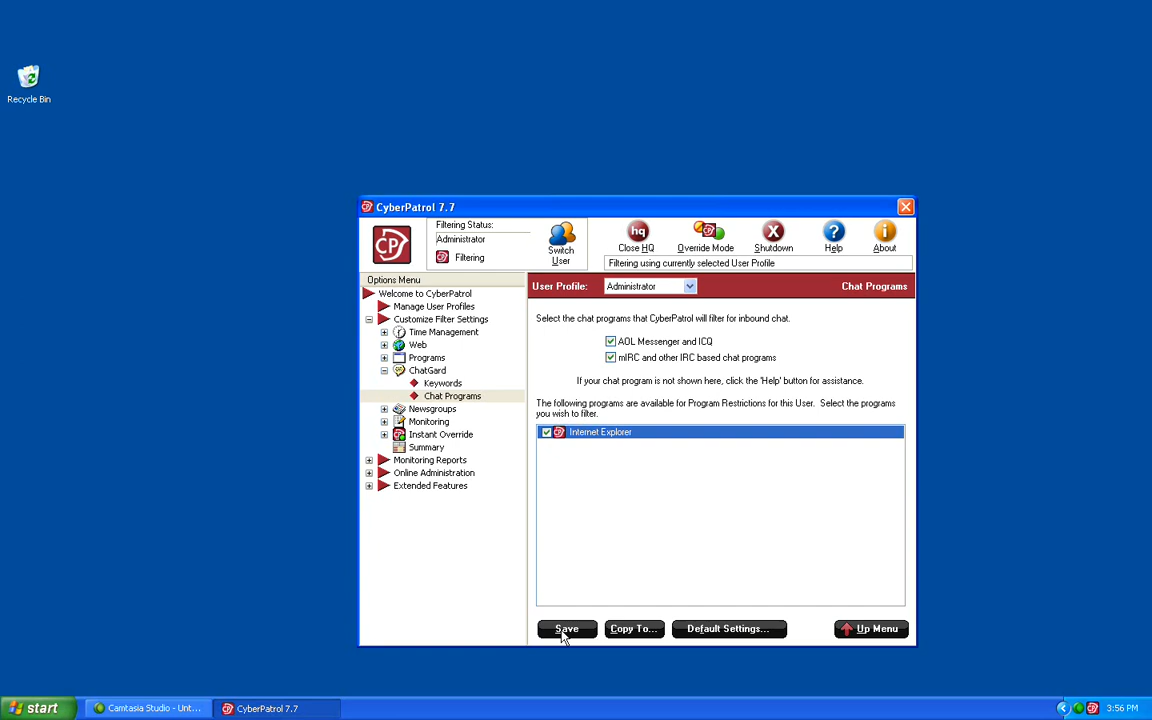 Recycle Bin
CyberPatrol 7.7
CP
Filtering Status:
Administrator
Filtering
Switch
User
hq
Close HQ
Override Mode
Shutdown
Help
About
Filtering using currently selected User Profile
Options Menu
Welcome to CyberPatrol
Manage User Profiles
Customize Filter Settings
Time Management
Web
Programs
ChatGard
Keywords
Chat Programs
Newsgroups
Monitoring
Instant Override
Summary
Monitoring Reports
Online Administration
Extended Features
User Profile:
Administrator
Chat Programs
Select the chat programs that CyberPatrol will filter for inbound chat.
AOL Messenger and ICQ
mIRC and other IRC based chat programs
If your chat program is not shown here, click the 'Help' button for assistance.
The following programs are available for Program Restrictions for this User. Select the programs
you wish to filter.
Internet Explorer
Save
Copy To...
Default Settings...
Up Menu
start
Camtasia Studio - Unt...
CyberPatrol 7.7
3:56 PM